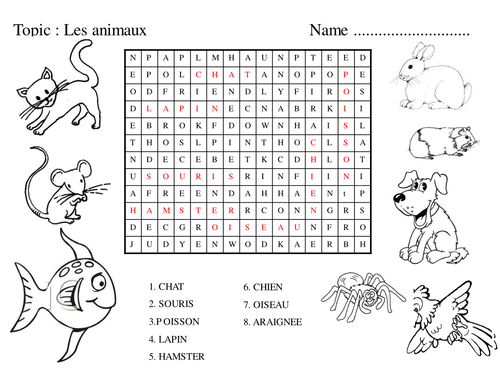 Topic : Les animaux Name ............................
N P A P L M H A U N P T E E D
E P O L C H A T A N O P O P E
O D F R I E N D L Y F I R O S
D L A P I N E C N A B R K I I
E B R O K F D O W N H A I S L
T H O S L P I N T H O C L S A
N D E C E B E T K C D H L O T
U S O U R I S R I N F I I N I
A F R E E N D A H H A E N t P
H A M S T E R R C O N N G R S
D E C G R O I S E A U N F R O
J U D Y E N W O D K A E R B H
1. CHAT
2. SOURIS
3.P OISSON
4. LAPIN
5. HAMSTER
6. CHIEN
7. OISEAU
8. ARAIGNEE